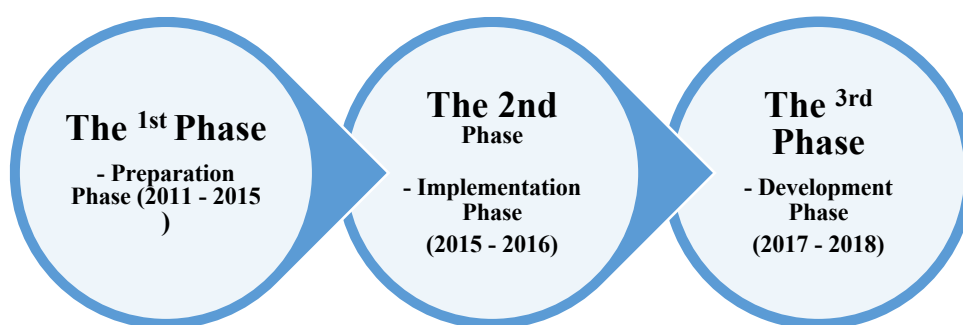 The 1st Phase
- Preparation
Phase (2011 - 2015
)
The 2nd
Phase
- Implementation
Phase
(2015 - 2016)
The 3rd
Phase
- Development
Phase
(2017 - 2018)